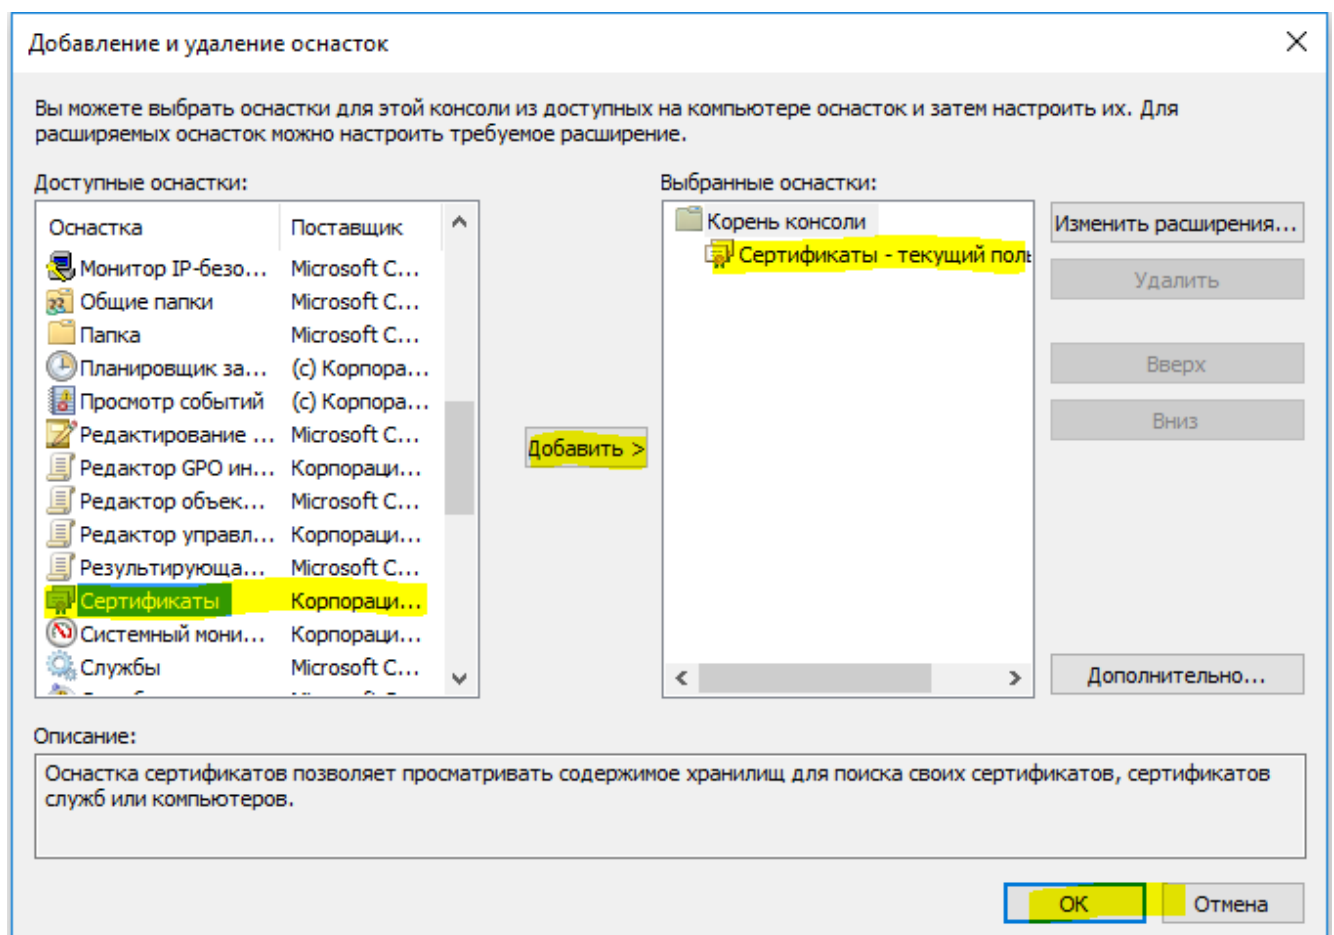 Добавление и удаление оснасток
Вы можете выбрать оснастки для этой консоли из доступных на компьютере оснасток и затем настроить их. Для
расширяемых оснасток можно настроить требуемое расширение.
Доступные оснастки:
Оснастка Поставщик
Монитор IP-безо... Microsoft C...
Общие папки Microsoft C...
Папка Microsoft C...
Планировщик за... (с) Корпора...
Просмотр событий (с) Корпора...
Редактирование ... Microsoft C...
Редактор GPO ин... Корпораци...
Редактор объек... Microsoft C...
Редактор управл... Корпораци...
Результирующа... Microsoft C...
Сертификаты Корпораци...
Системный мони... Корпораци...
Службы Microsoft C...
Добавить >
Выбранные оснастки:
Корень консоли
Сертификаты - текущий поль
Изменить расширения...
Удалить
Вверх
Вниз
Дополнительно...
Описание:
Оснастка сертификатов позволяет просматривать содержимое хранилищ для поиска своих сертификатов, сертификатов
служб или компьютеров.
ОК
Отмена